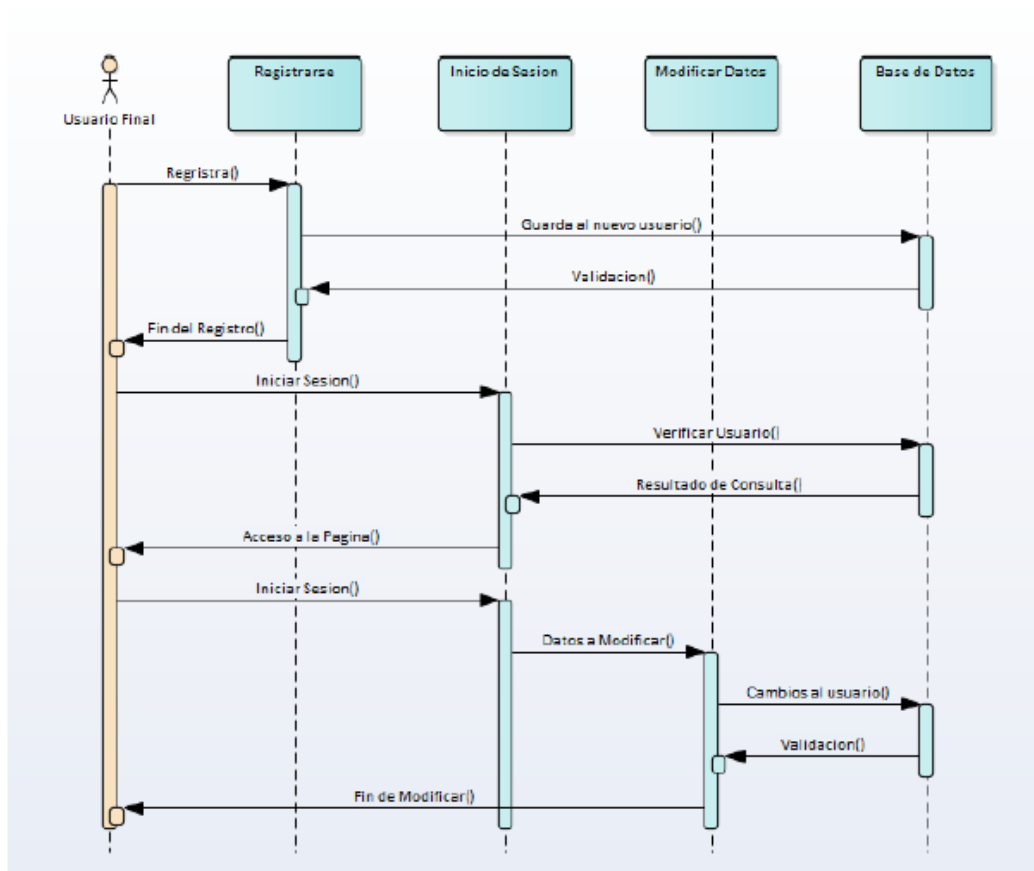 Registrarse
Inicio de Sesion
Modificar Datos
Base de Datos
Usuario Final
Regristra()
Guarda al nuevo usuario()
Validacion()
Fin del Registro()
Iniciar Sesion()
Verificar Usuario()
Resultado de Consulta()
Acceso a la Pagina()
Iniciar Sesion()
Datos a Modificar()
Cambios al usuario()
Validacion()
Fin de Modificar()